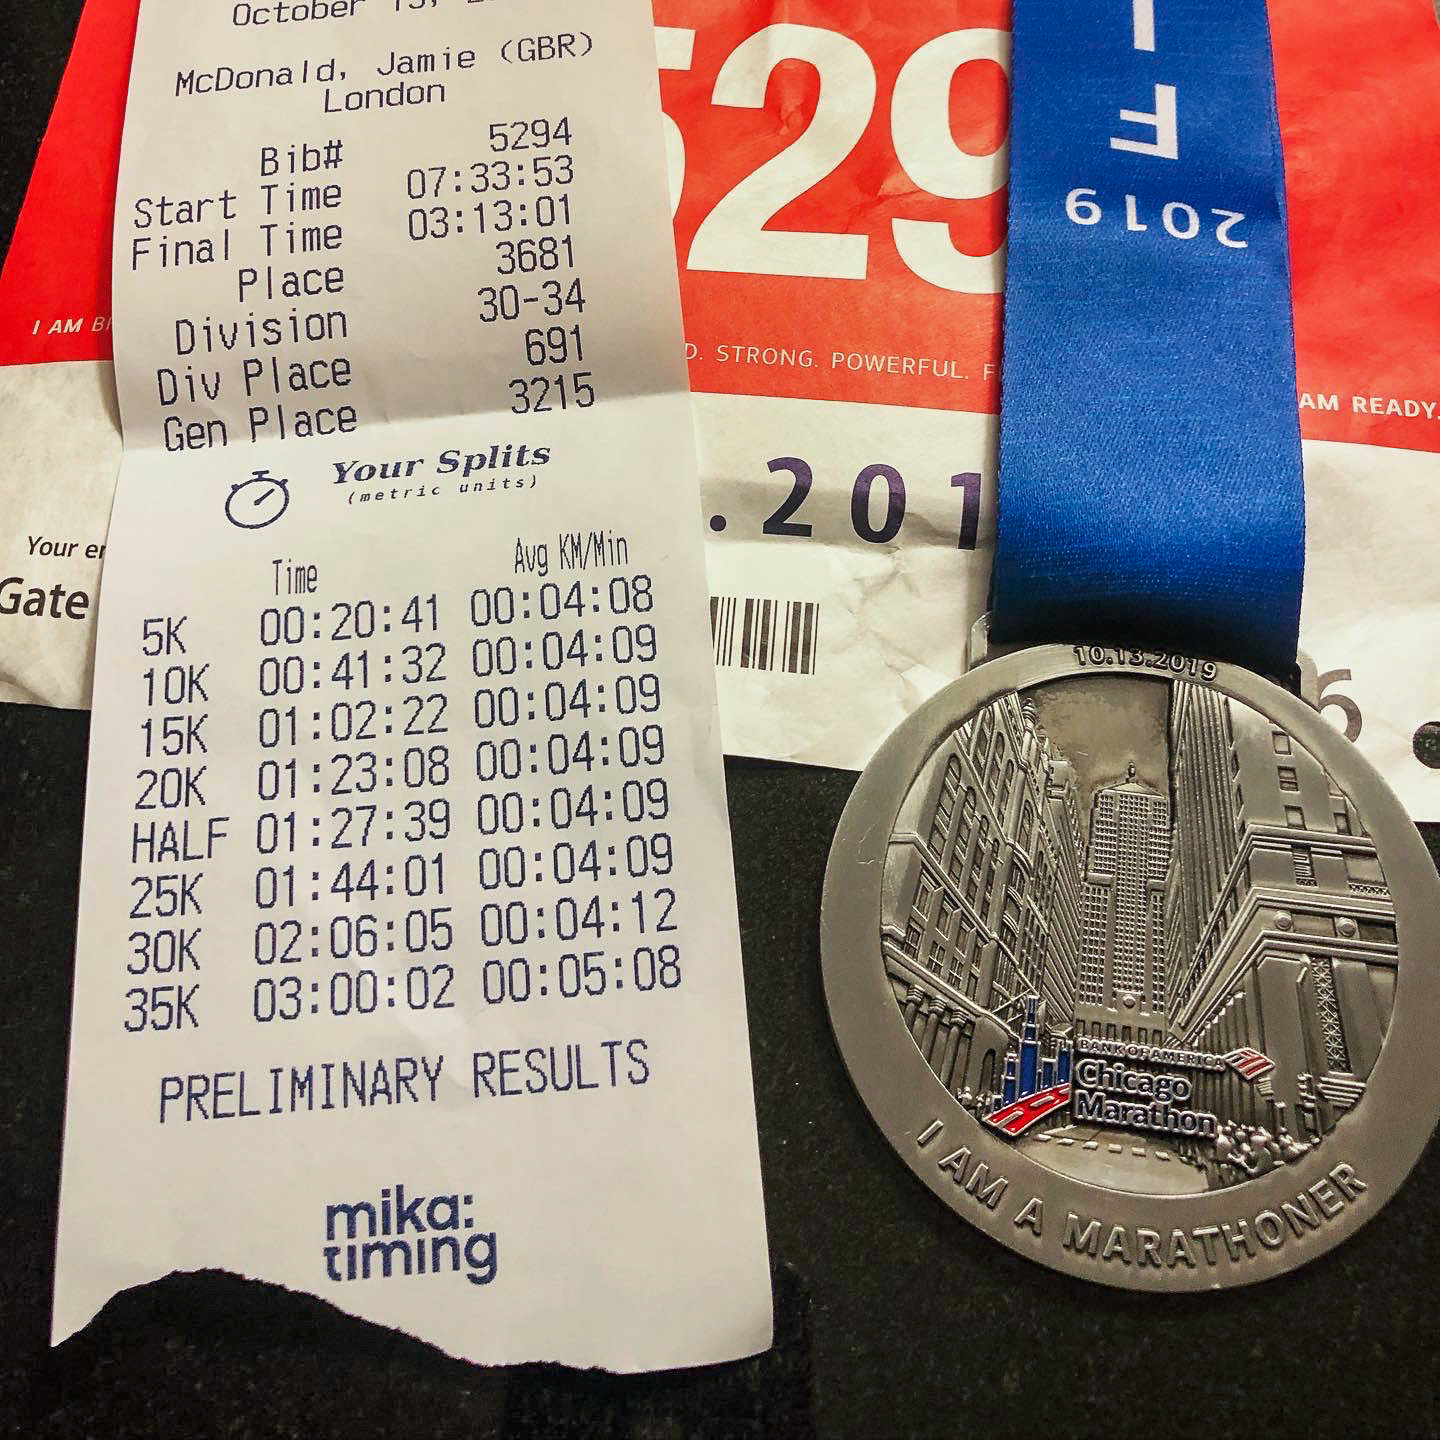 October 13,
McDonald, Jamie (GBR)
London
Bib# 5294
Start Time 07:33:53
Final Time 03:13:01
Place 3681
Division 30-34
Div Place 691
Gen Place 3215
Your Splits
(metric units)
Time Avg KM/Min
5K 00:20:41 00:04:08
10K 00:41:32 00:04:09
15K 01:02:22 00:04:09
20K 01:23:08 00:04:09
HALF 01:27:39 00:04:09
25K 01:44:01 00:04:09
30K 02:06:05 00:04:12
35K 03:00:02 00:05:08
PRELIMINARY RESULTS
mika:
timing
529
I AM
STRONG. POWERFUL.
AM READY.
.201
Your
Gate
6.
2019
10.13.2019
BANK OF AMERICA
Chicago
Marathon
I AM A MARATHONER